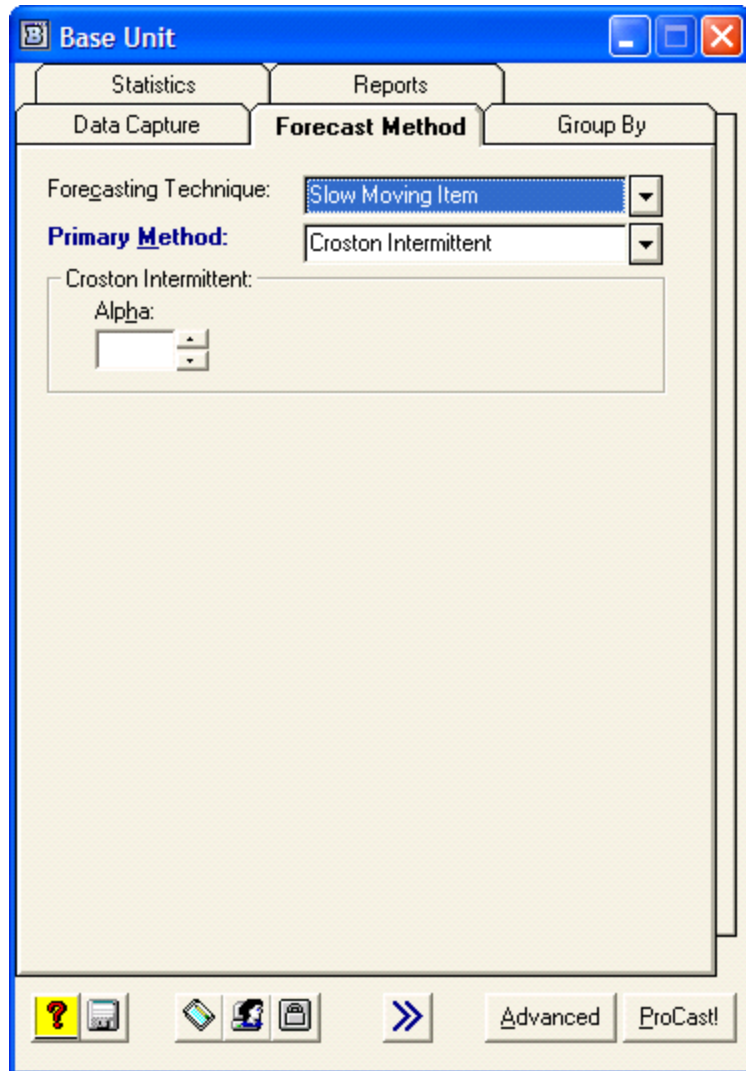 Base Unit
Statistics Reports
Data Capture Forecast Method Group By
Forecasting Technique: Slow Moving Item
Primary Method: Croston Intermittent
Croston Intermittent:
Alpha:
? Advanced ProCast!